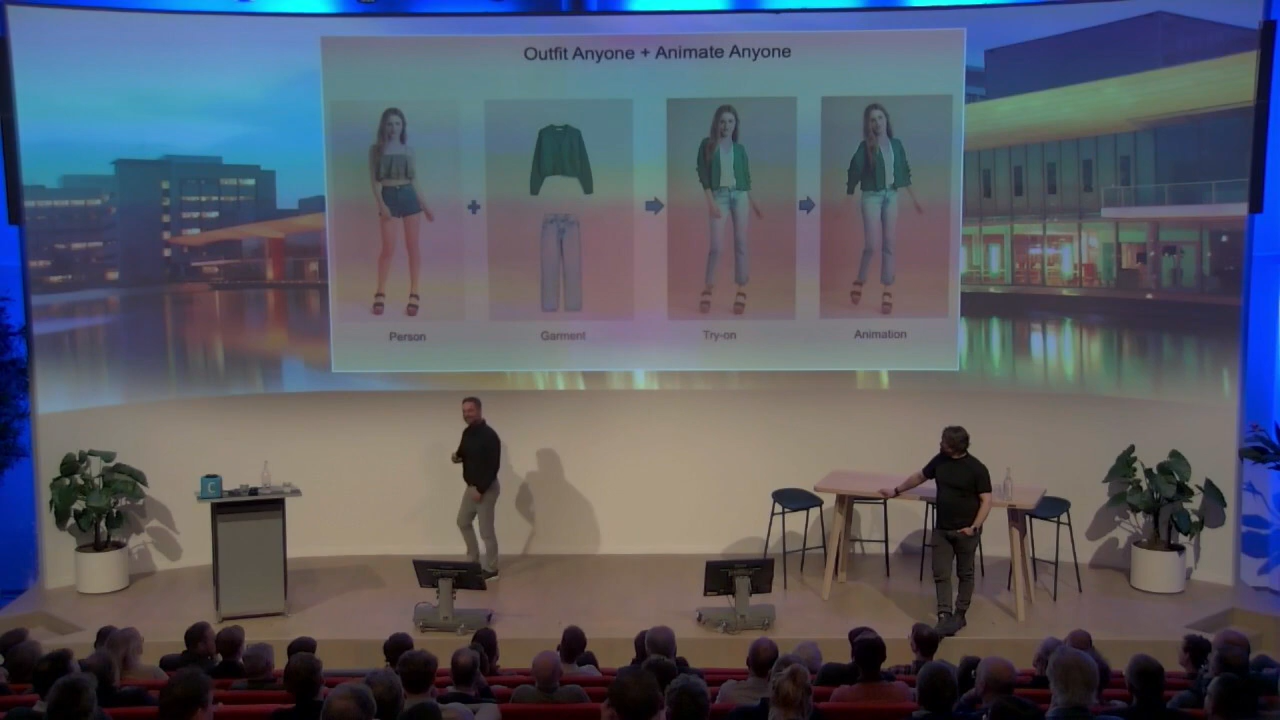 Outfit Anyone + Animate Anyone
Person
Garment
Try-on
Animation
C